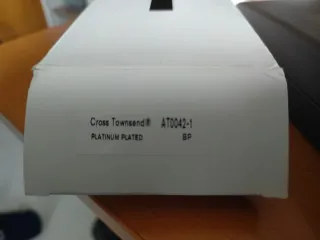 Cross Townsend® AT0042-1
PLATINUM PLATED BP